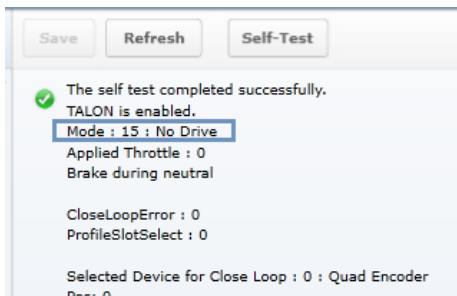 Save Refresh Self-Test
The self test completed successfully.
TALON is enabled.
Mode : 15 : No Drive
Applied Throttle : 0
Brake during neutral
CloseLoopError : 0
ProfileSlotSelect : 0
Selected Device for Close Loop : 0 : Quad Encoder
Pos: 0